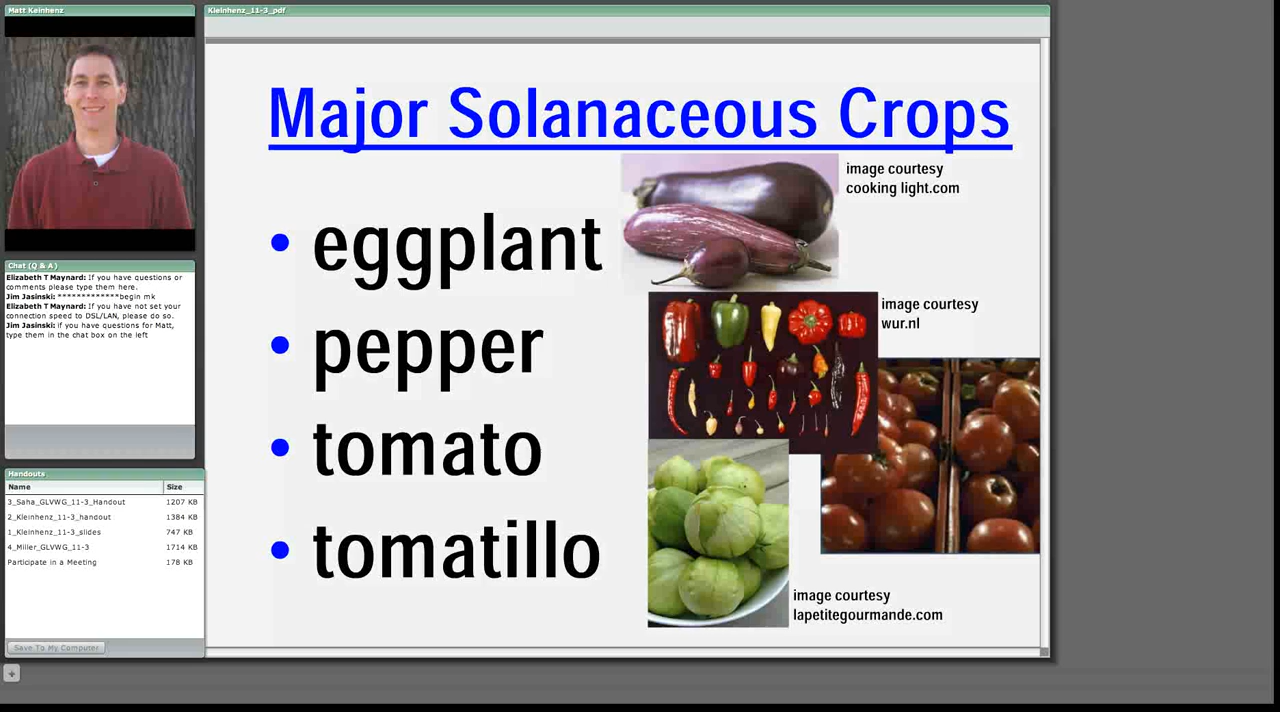 Matt Keinhenz
Kleinhenz_11-3_pdf
Chat (Q & A)
Elizabeth T Maynard: If you have questions or
comments please type them here.
Jim Jasinski: *************begin mk
Elizabeth T Maynard: If you have not set your
connection speed to DSL/LAN, please do so.
Jim Jasinski: if you have questions for Matt,
type them in the chat box on the left
Handouts
Name Size
3_Saha_GLVWG_11-3_Handout 1207 KB
2_Kleinhenz_11-3_handout 1384 KB
1_Kleinhenz_11-3_slides 747 KB
4_Miller_GLVWG_11-3 1714 KB
Participate in a Meeting 178 KB
Save To My Computer
Major Solanaceous Crops
image courtesy
cooking light.com
• eggplant
image courtesy
wur.nl
• pepper
• tomato
• tomatillo
image courtesy
lapetitegourmande.com